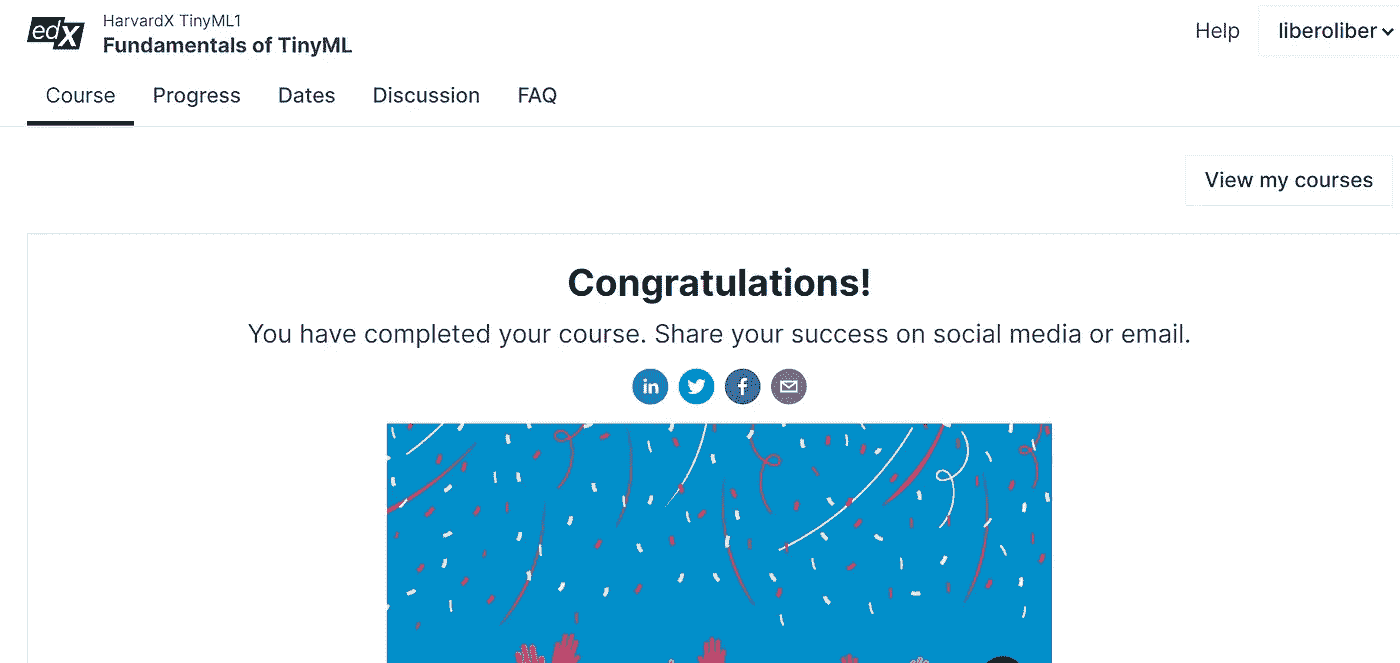 edX
HarvardX TinyML1
Fundamentals of TinyML
Help
liberoliber
Course Progress Dates Discussion FAQ
View my courses
Congratulations!
You have completed your course. Share your success on social media or email.
in f